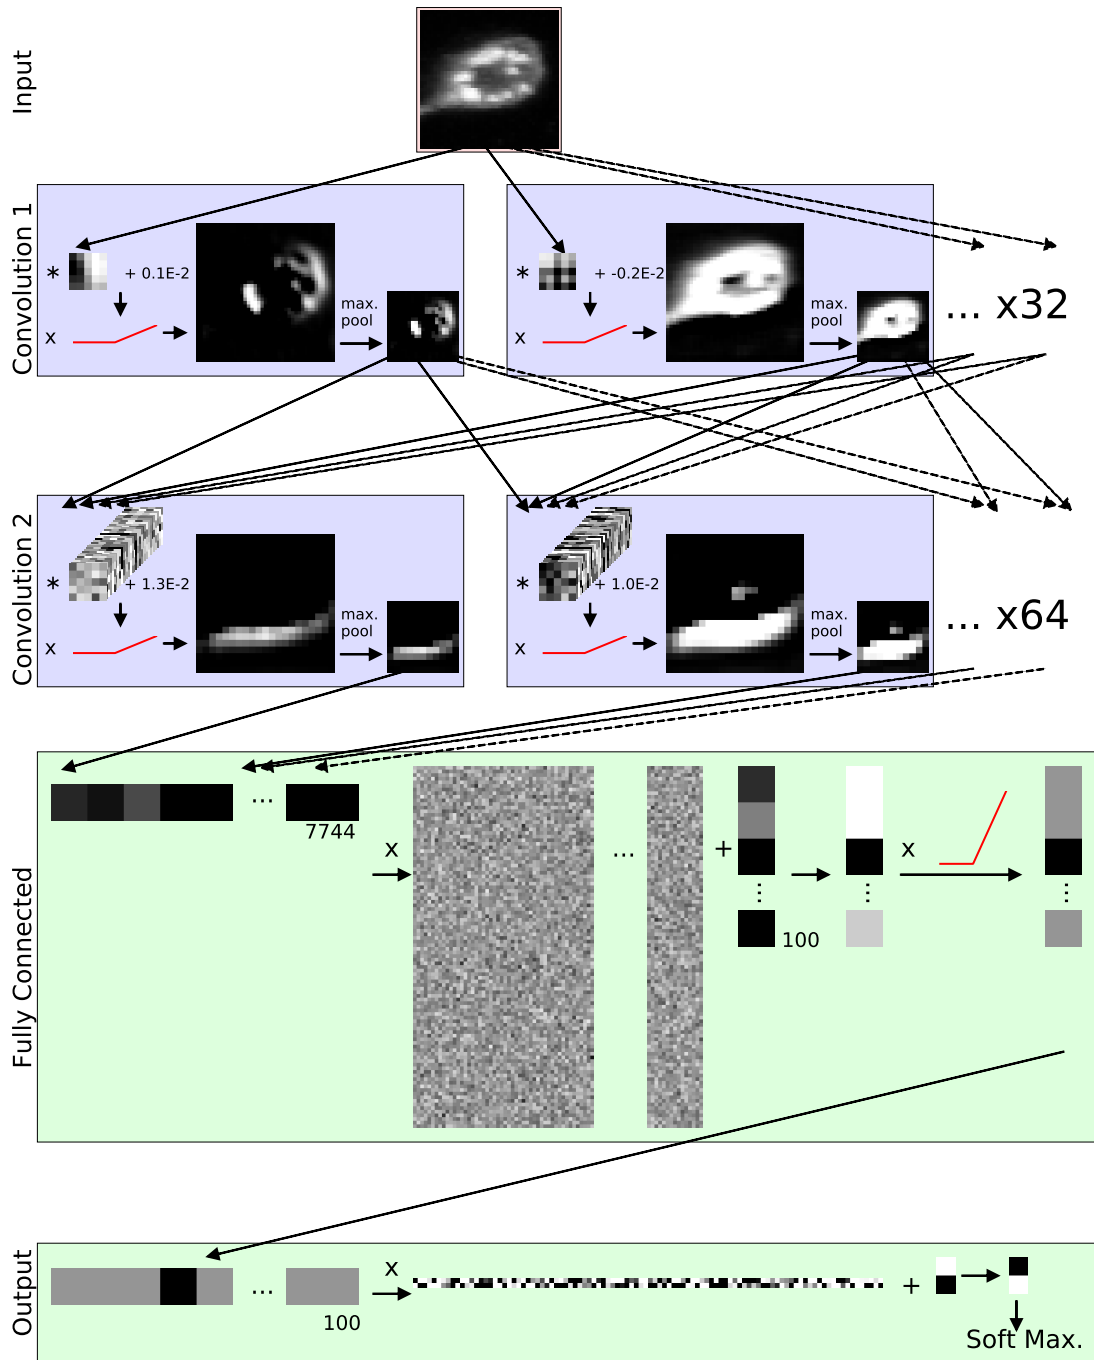 Input
Convolution 1
* + 0.1E-2
x
max.
pool
* + -0.2E-2
x
max.
pool
... x32
Convolution 2
* + 1.3E-2
x
max.
pool
* + 1.0E-2
x
max.
pool
... x64
Fully Connected
...
7744
x
...
+
...
100
...
x
...
Output
...
100
x
+
Soft Max.